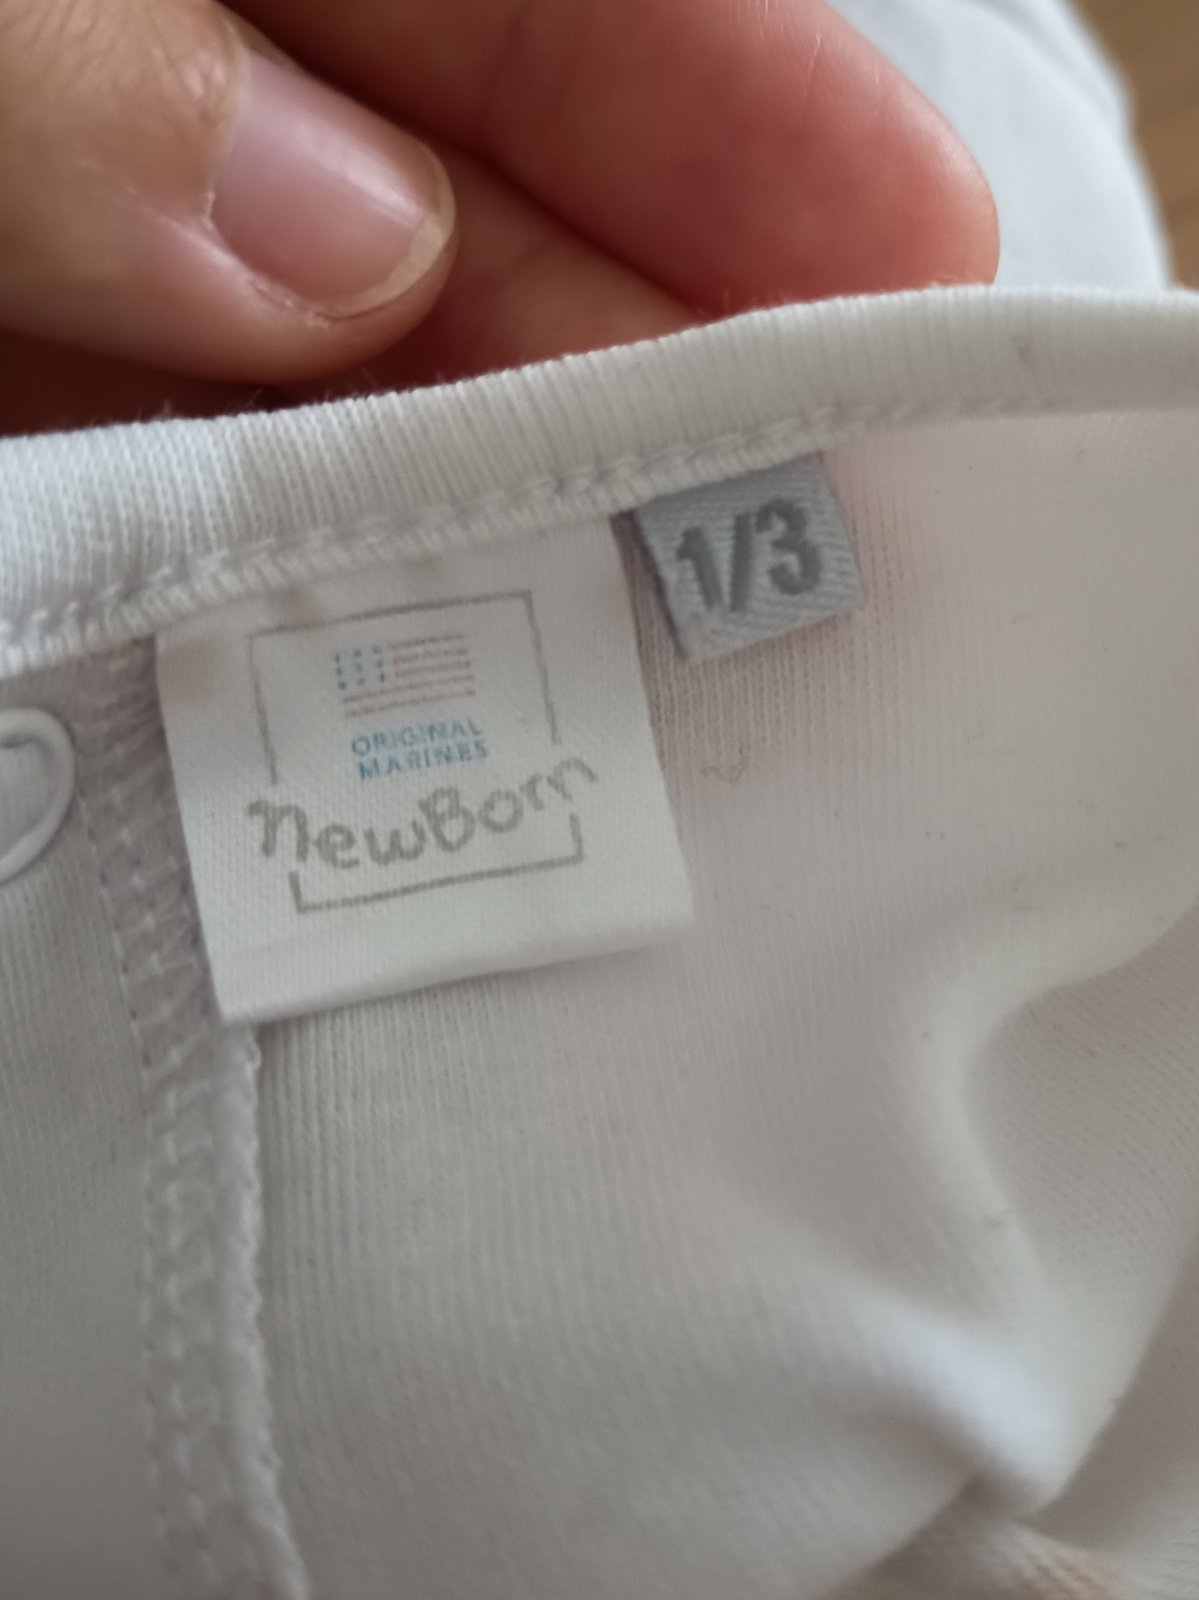 1/3
ORIGINAL
MARINES
newBorn